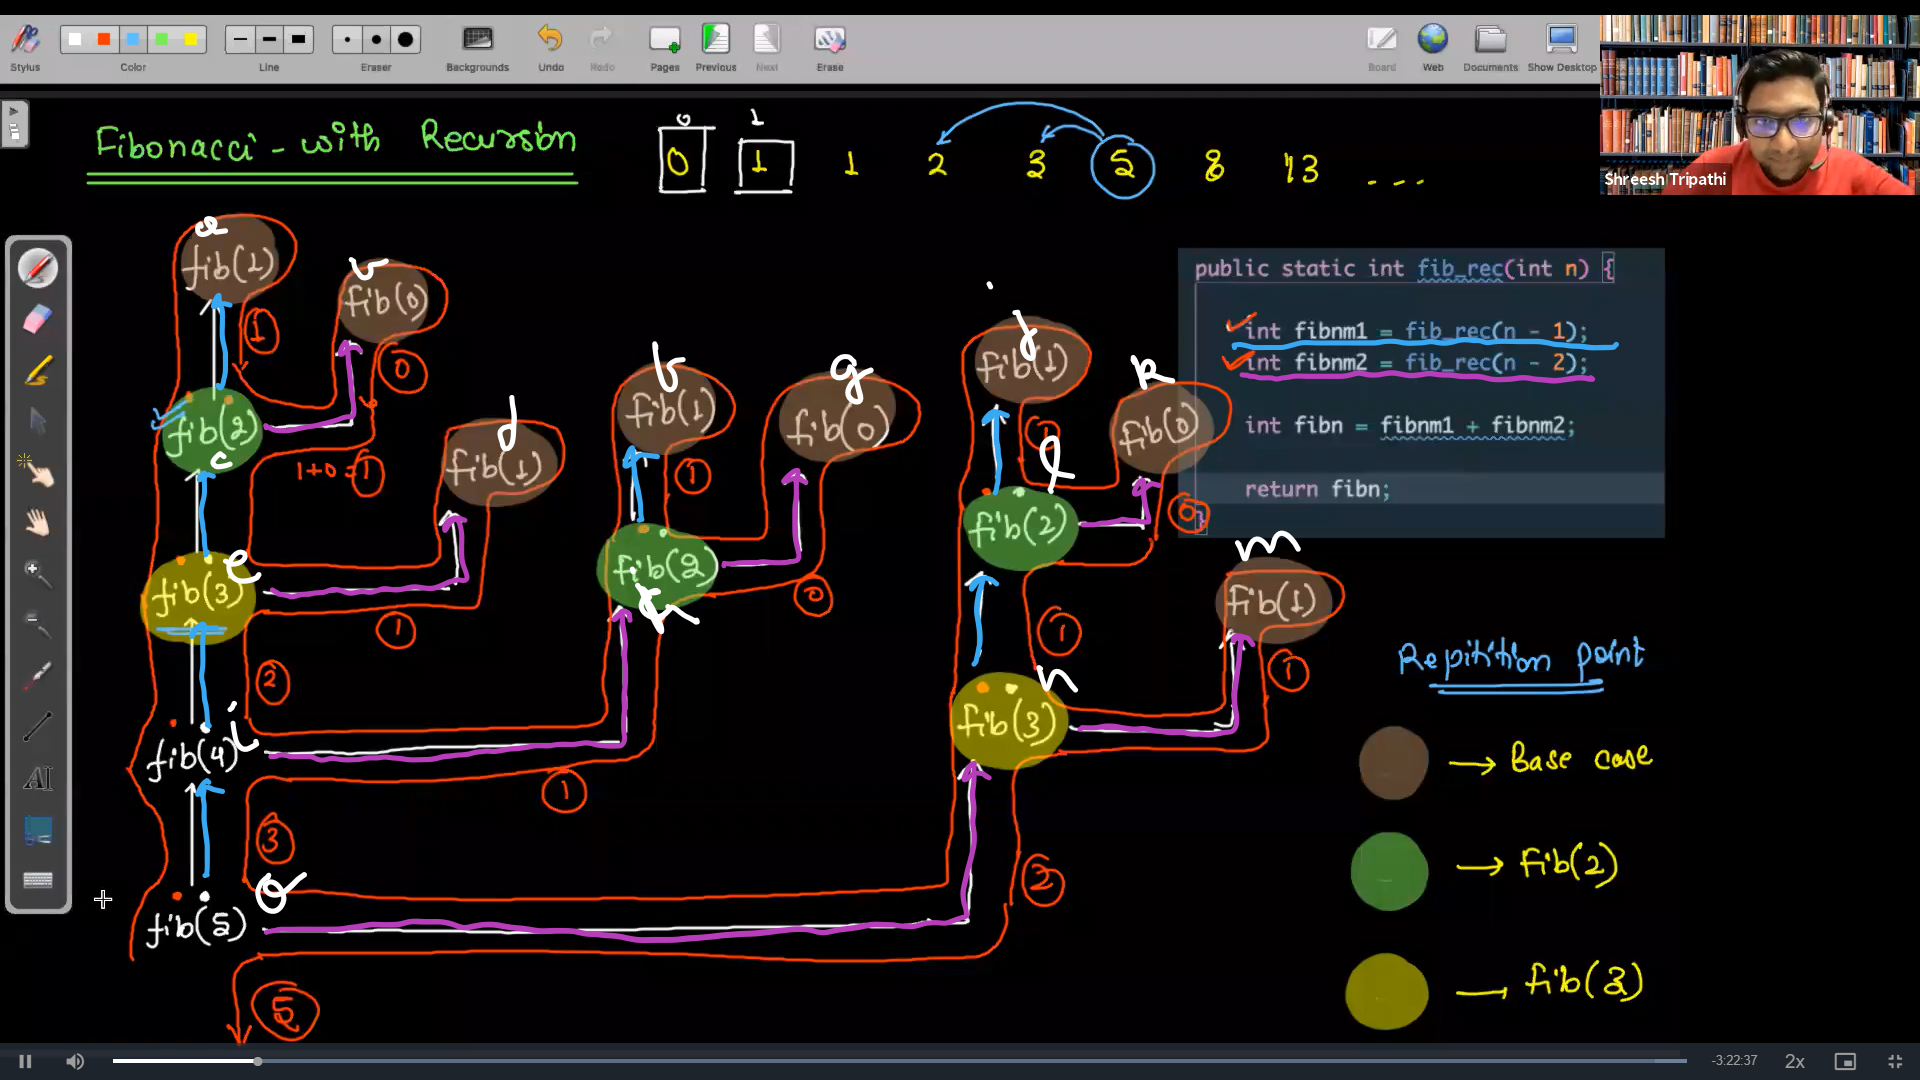 Stylus
Color
Line
Eraser
Backgrounds
Undo
Redo
Pages
Previous
Next
Erase
Board
Web
Documents
Show Desktop
Shreesh Tripathi
Fibonacci - with Recursion
0 1
0 1 1 2 3 5 8 13 ...
public static int fib_rec(int n) {
int fibnm1 = fib_rec(n - 1);
int fibnm2 = fib_rec(n - 2);
int fibn = fibnm1 + fibnm2;
return fibn;
}
a
fib(1)
1
b
fib(0)
0
fib(2)
c
1+0=1
d
fib(1)
1
fib(3)
e
2
f
fib(1)
1
g
fib(0)
0
fib(2)
h
1
fib(4)
i
3
j
fib(1)
1
k
fib(0)
0
l
fib(2)
1
m
fib(1)
1
n
fib(3)
2
o
fib(5)
5
Repitition point
→ Base case
→ fib(2)
→ fib(3)
AI
-3:22:37
2x